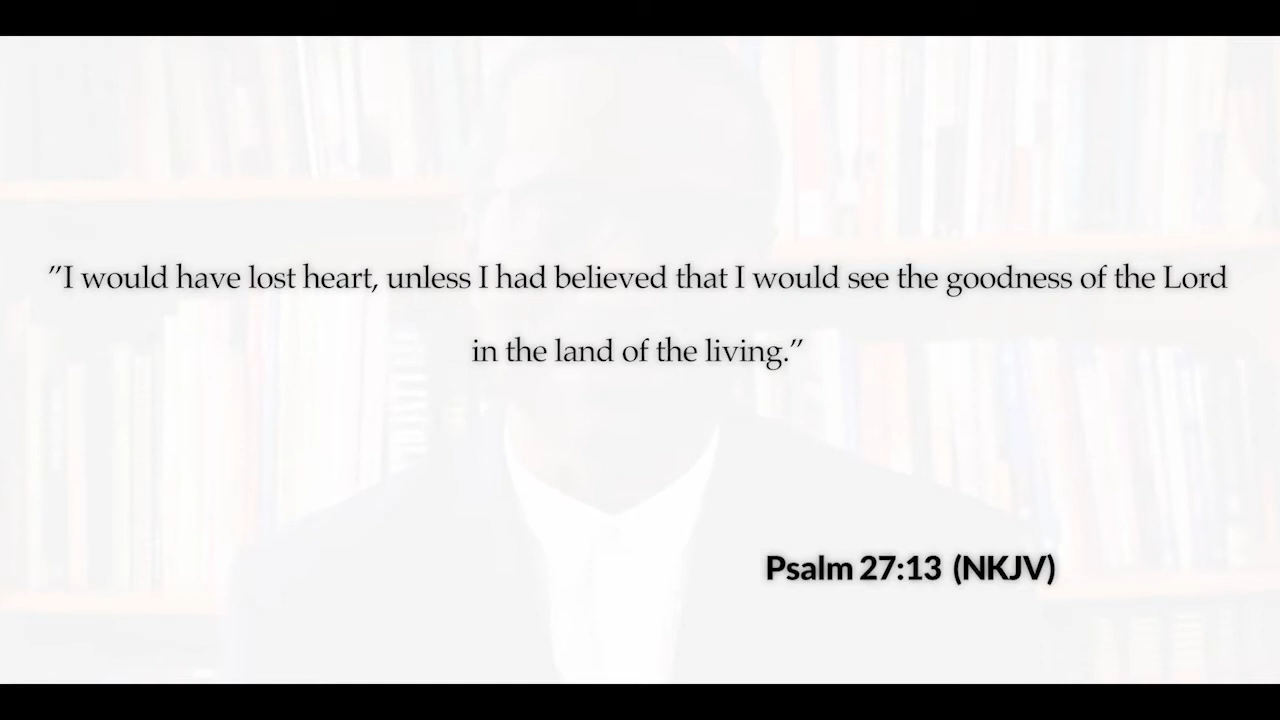 ”I would have lost heart, unless I had believed that I would see the goodness of the Lord
in the land of the living.”
Psalm 27:13 (NKJV)